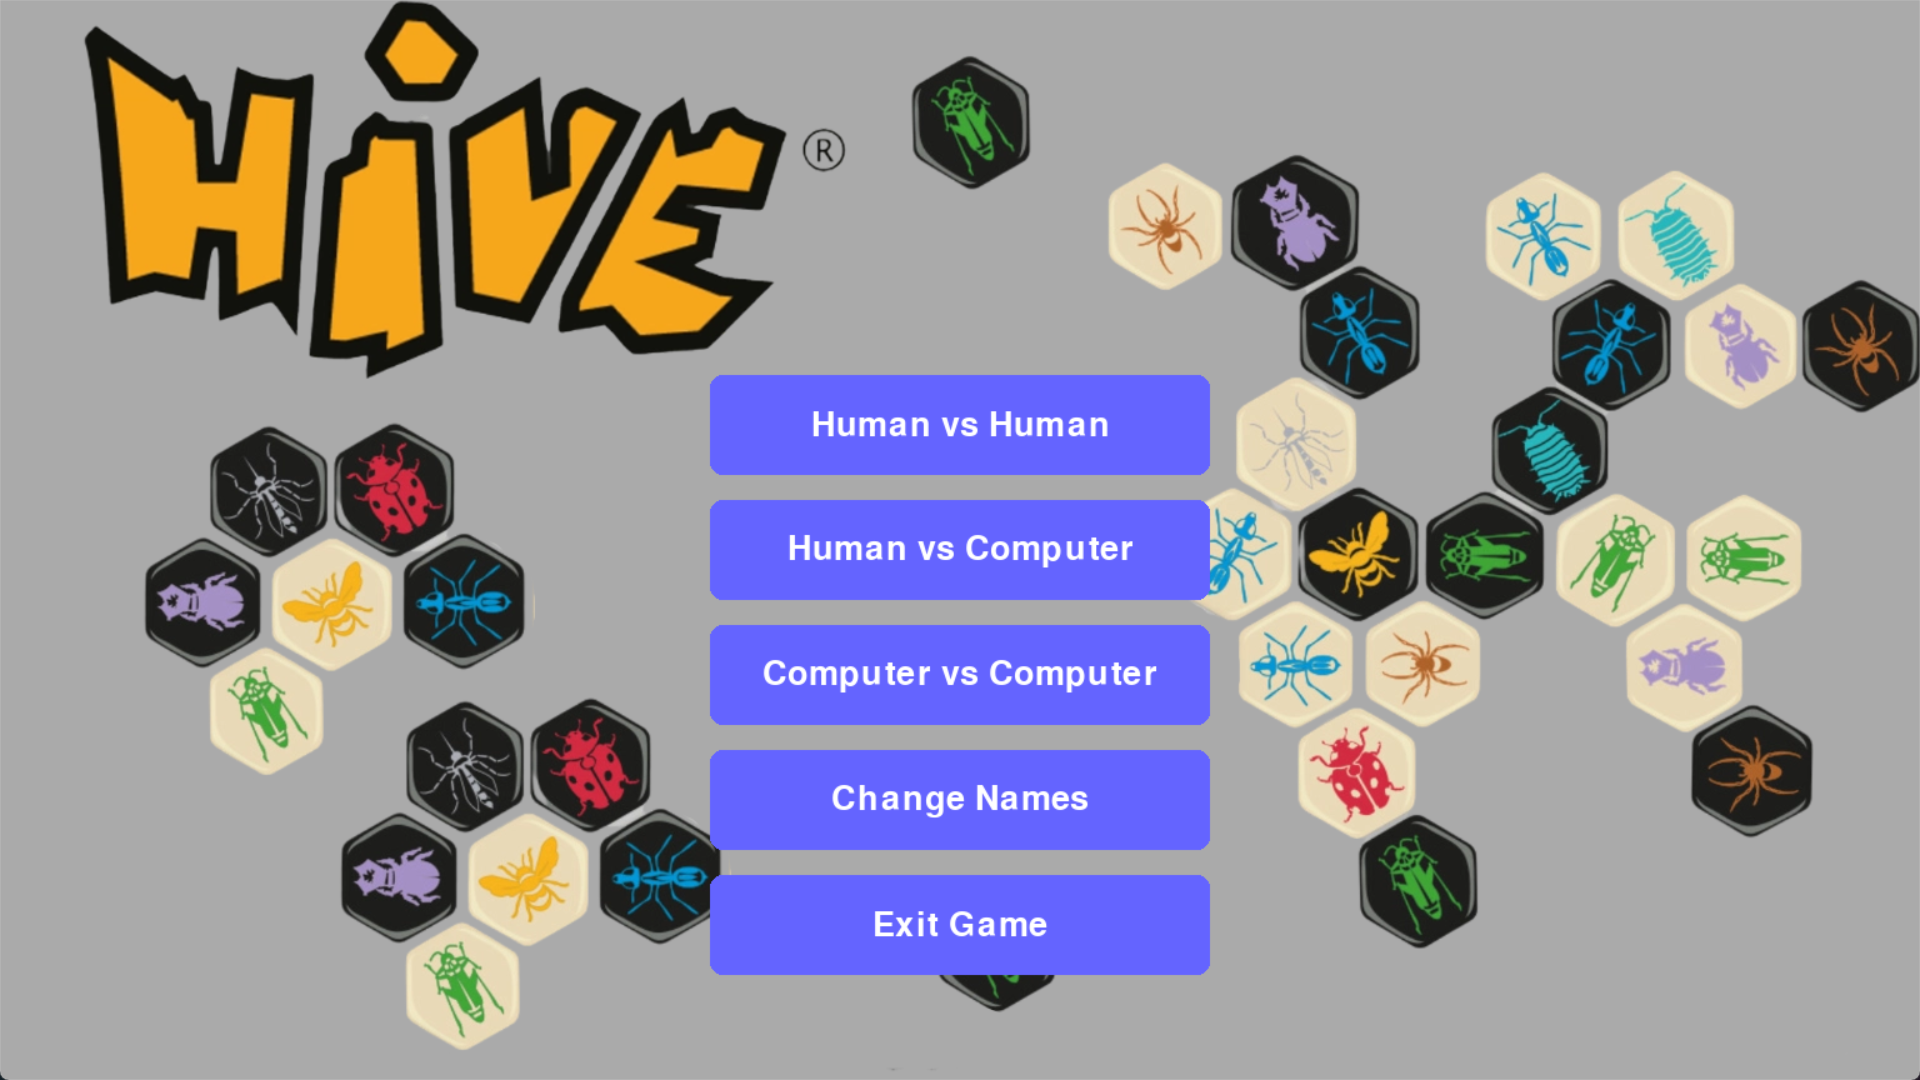 HiVE ®
Human vs Human
Human vs Computer
Computer vs Computer
Change Names
Exit Game